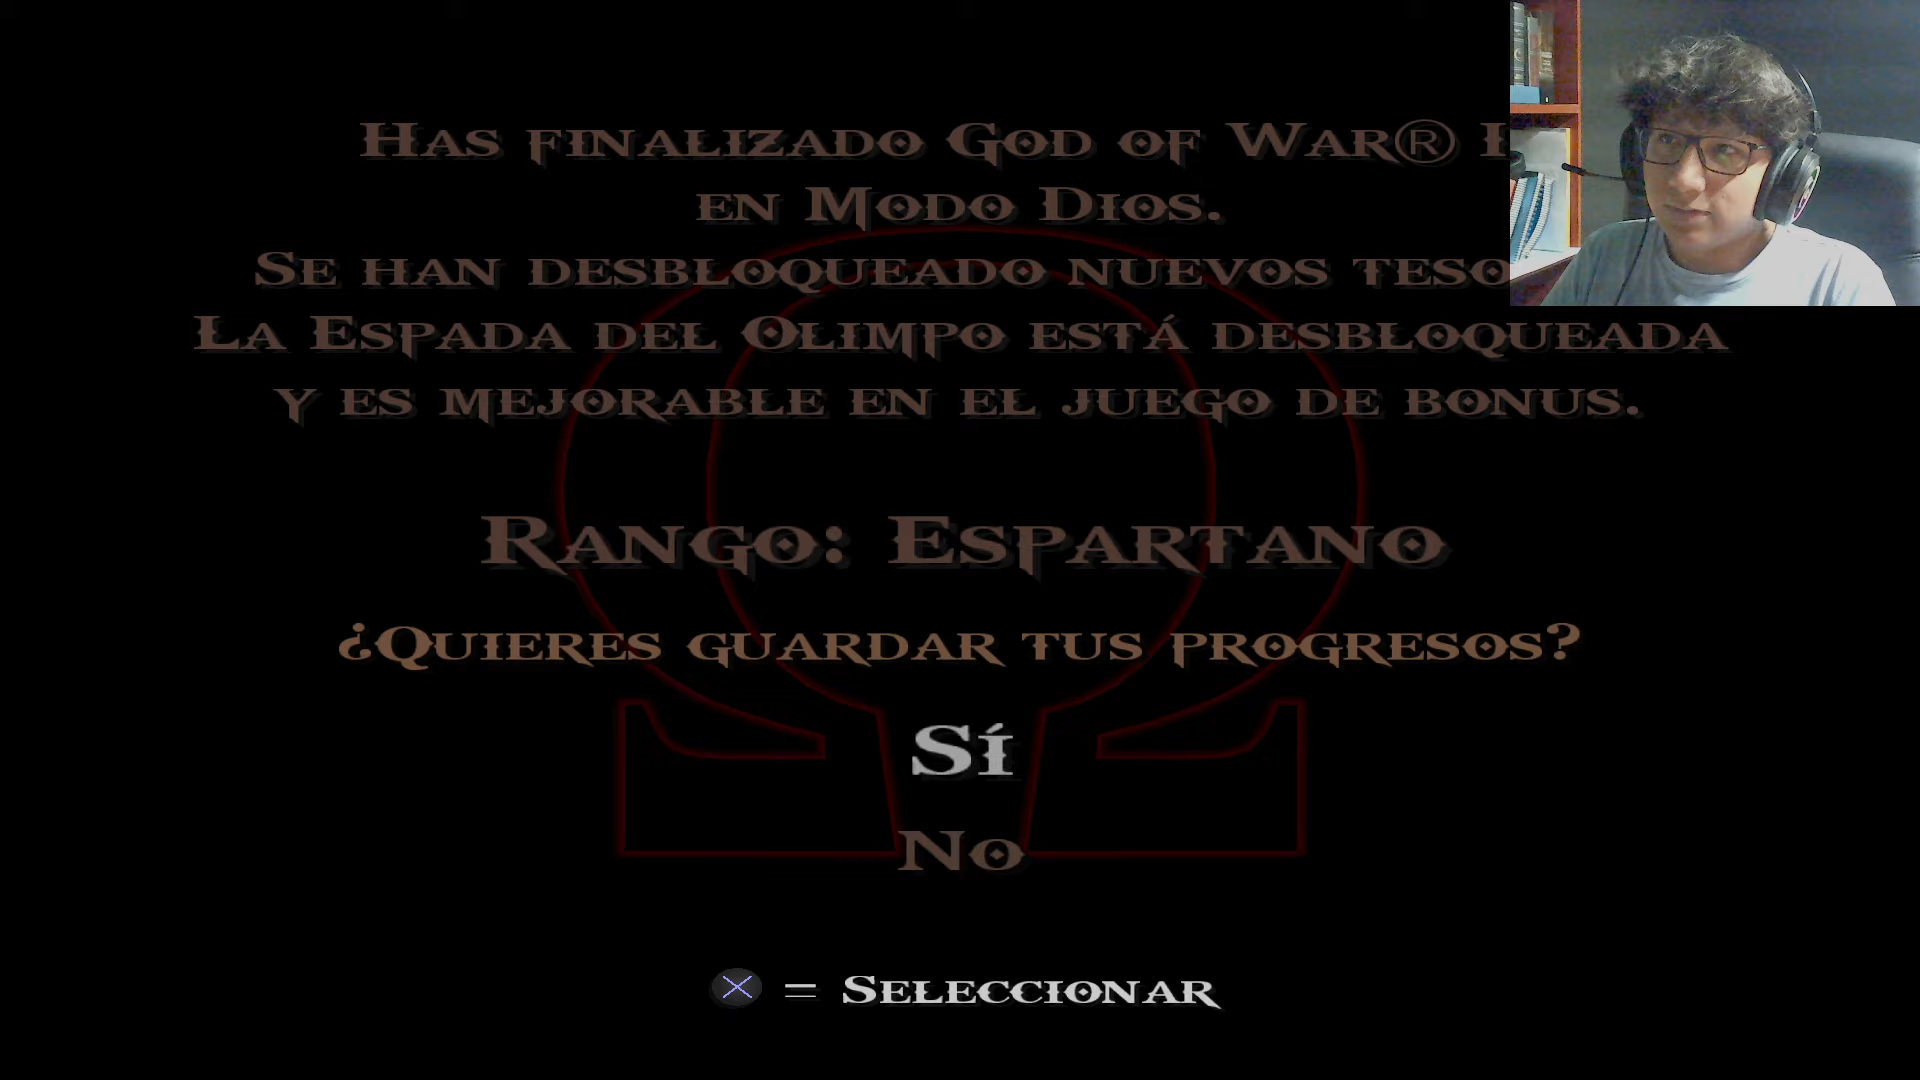 Has finalizado God of War® I
en Modo Dios.
Se han desbloqueado nuevos teso
La Espada del Olimpo está desbloqueada
y es mejorable en el juego de bonus.
Rango: Espartano
¿Quieres guardar tus progresos?
Sí
No
= Seleccionar